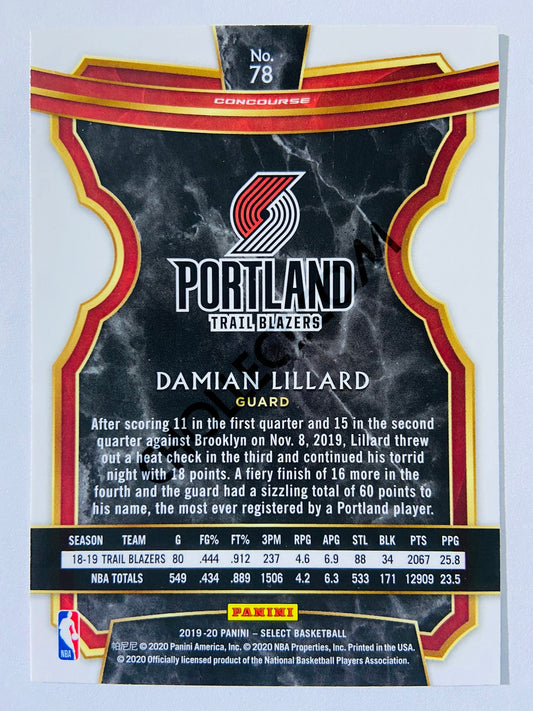 No.
78
CONCOURSE
PORTLAND
TRAIL BLAZERS
DAMIAN LILLARD
GUARD
After scoring 11 in the first quarter and 15 in the second
quarter against Brooklyn on Nov. 8, 2019, Lillard threw
out a heat check in the third and continued his torrid
night with 18 points. A fiery finish of 16 more in the
fourth and the guard had a sizzling total of 60 points to
his name, the most ever registered by a Portland player.
SEASON TEAM G FG% FT% 3PM RPG APG STL BLK PTS PPG
18-19 TRAIL BLAZERS 80 .444 .912 237 4.6 6.9 88 34 2067 25.8
NBA TOTALS 549 .434 .889 1506 4.2 6.3 533 171 12909 23.5
PANINI
NBA
2019-20 PANINI – SELECT BASKETBALL
帕尼尼 © 2020 Panini America, Inc. © 2020 NBA Properties, Inc. Printed in the USA.
© 2020 Officially licensed product of the National Basketball Players Association.